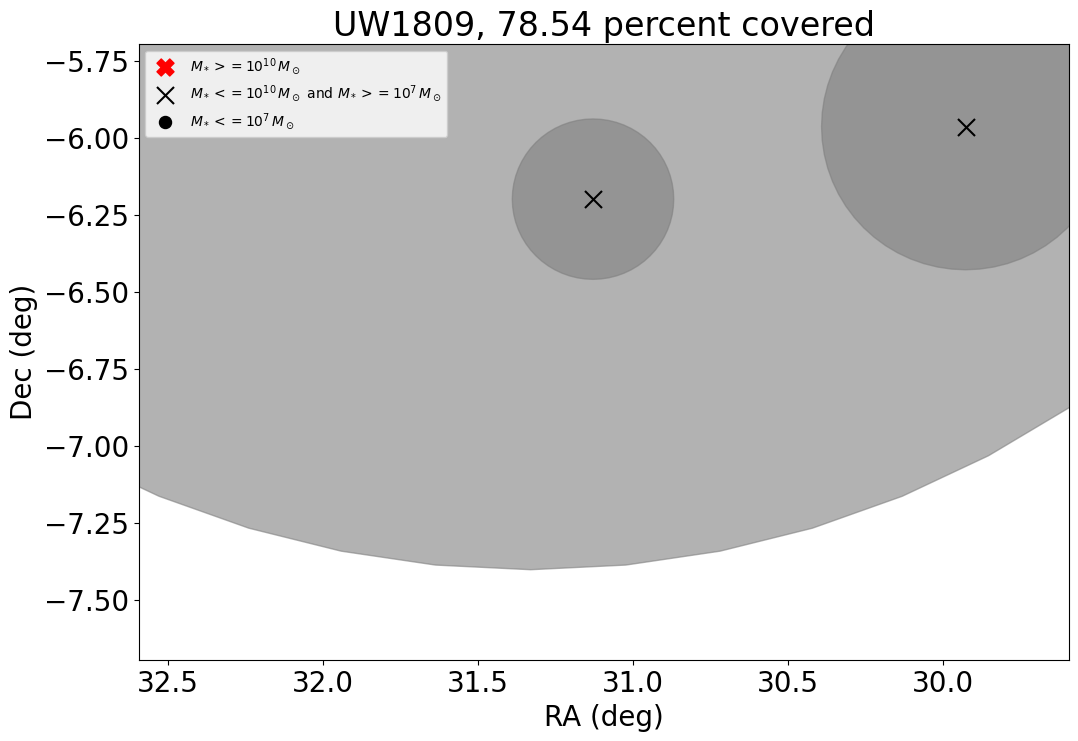 UW1809, 78.54 percent covered
M* >= 10^10 M⊙
M* <= 10^10 M⊙ and M* >= 10^7 M⊙
M* <= 10^7 M⊙
−5.75
−6.00
−6.25
−6.50
−6.75
−7.00
−7.25
−7.50
Dec (deg)
32.5 32.0 31.5 31.0 30.5 30.0
RA (deg)